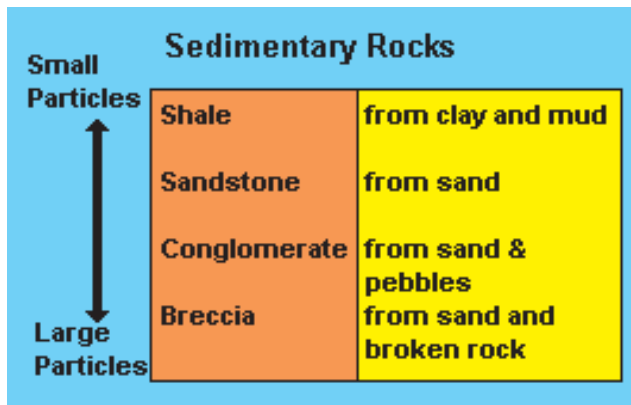 Sedimentary Rocks
Small
Particles
Shale
from clay and mud
Sandstone
from sand
Conglomerate
from sand &
pebbles
Breccia
from sand and
broken rock
Large
Particles